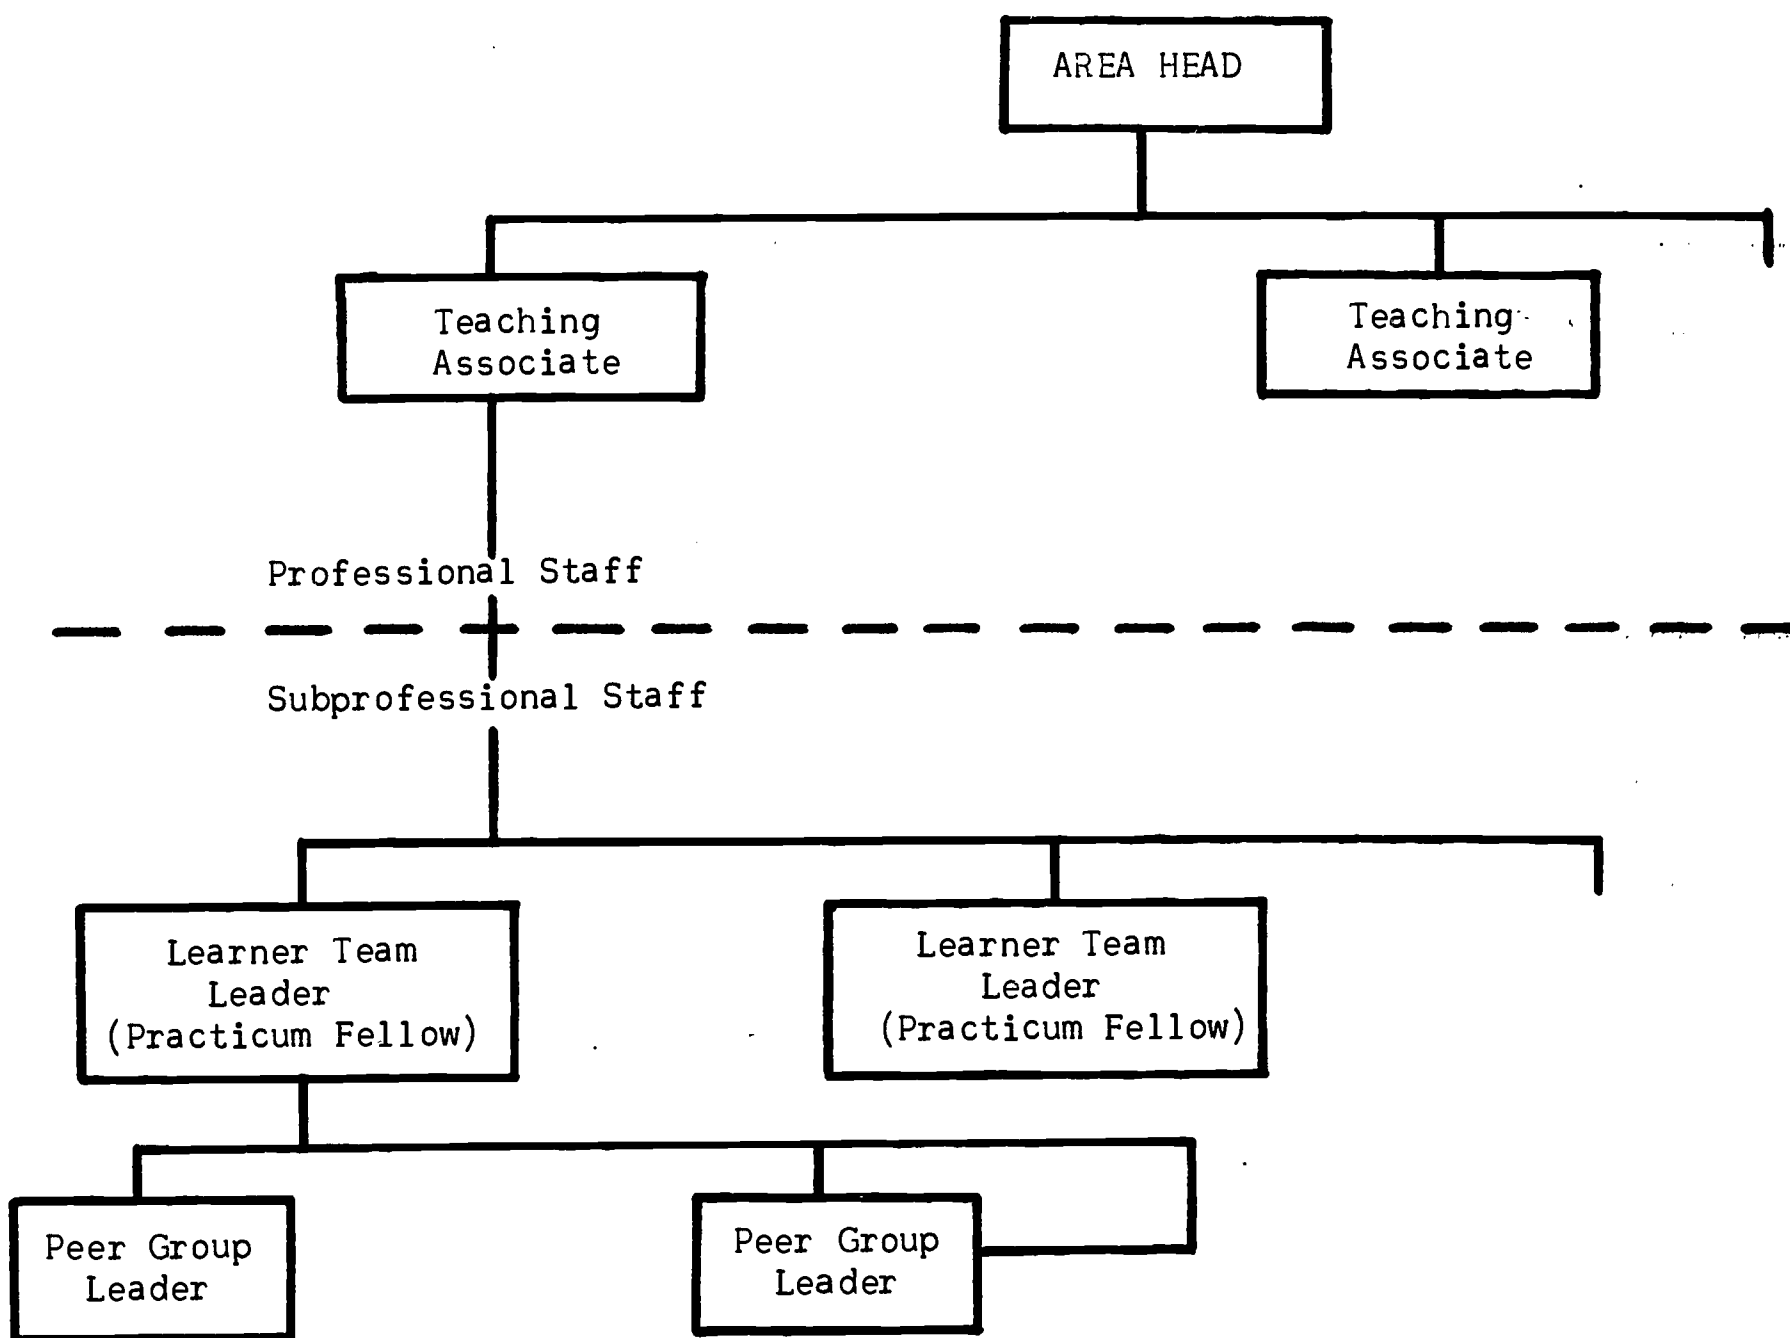 AREA HEAD
Teaching
Associate
Teaching
Associate
Professional Staff
Subprofessional Staff
Learner Team
Leader
(Practicum Fellow)
Learner Team
Leader
(Practicum Fellow)
Peer Group
Leader
Peer Group
Leader